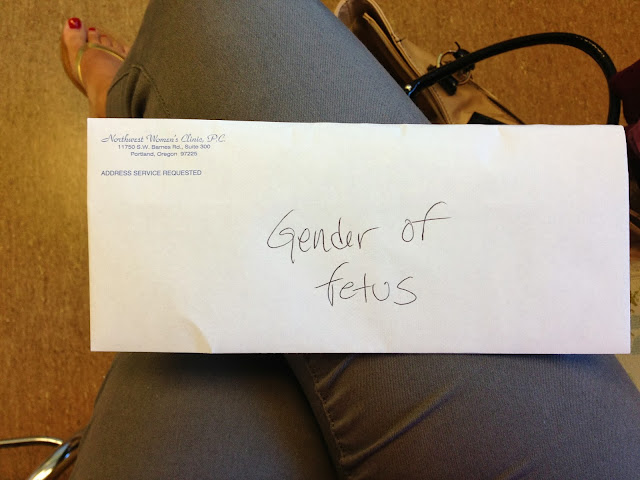 Northwest Women's Clinic, P.C.
11750 S.W. Barnes Rd., Suite 300
Portland, Oregon 97225
ADDRESS SERVICE REQUESTED
Gender of
fetus